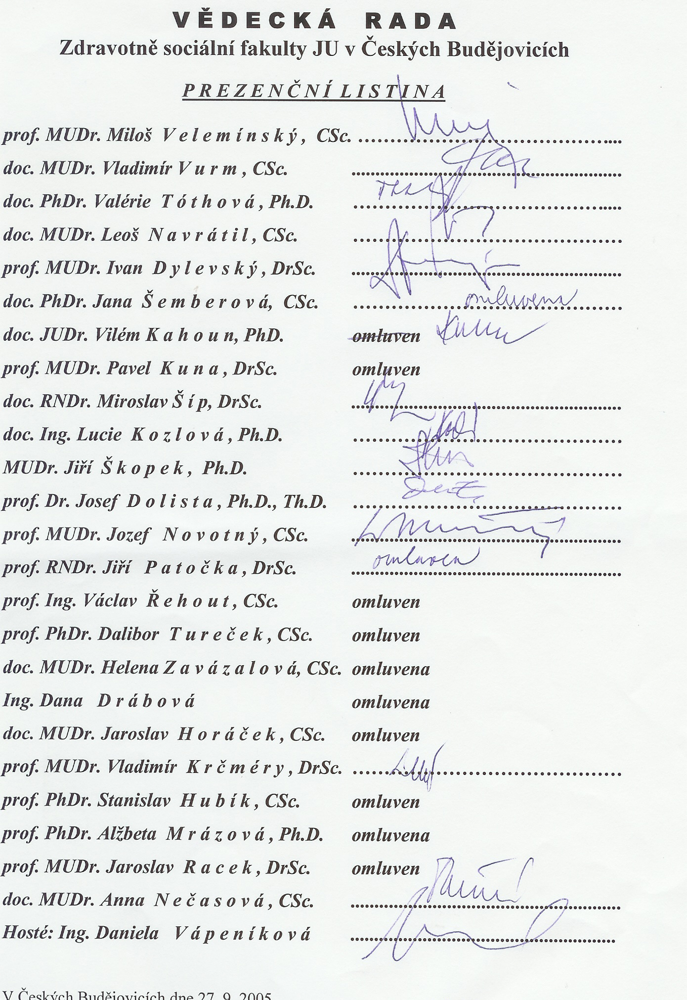 VĚDECKÁ RADA
Zdravotně sociální fakulty JU v Českých Budějovicích
PREZENČNÍ LISTINA
prof. MUDr. Miloš Velemínský, CSc. ..........
doc. MUDr. Vladimír Vurm, CSc. ..........
doc. PhDr. Valérie Tóthová, Ph.D. ..........
doc. MUDr. Leoš Navrátil, CSc. ..........
prof. MUDr. Ivan Dylevský, DrSc. ..........
doc. PhDr. Jana Šemberová, CSc. .......... omluvena
doc. JUDr. Vilém Kahoun, PhD. omluven
prof. MUDr. Pavel Kuna, DrSc. omluven
doc. RNDr. Miroslav Šíp, DrSc. ..........
doc. Ing. Lucie Kozlová, Ph.D. ..........
MUDr. Jiří Škopek, Ph.D. ..........
prof. Dr. Josef Dolista, Ph.D., Th.D. ..........
prof. MUDr. Jozef Novotný, CSc. ..........
prof. RNDr. Jiří Patočka, DrSc. .......... omluven
prof. Ing. Václav Řehout, CSc. omluven
prof. PhDr. Dalibor Tureček, CSc. omluven
doc. MUDr. Helena Zavázalová, CSc. omluvena
Ing. Dana Drábová omluvena
doc. MUDr. Jaroslav Horáček, CSc. omluven
prof. MUDr. Vladimír Krčméry, DrSc. ..........
prof. PhDr. Stanislav Hubík, CSc. omluven
prof. PhDr. Alžbeta Mrázová, Ph.D. omluvena
prof. MUDr. Jaroslav Racek, DrSc. omluven
doc. MUDr. Anna Nečasová, CSc. ..........
Hosté: Ing. Daniela Vápeníková ..........
V Českých Budějovicích dne 27. 9. 2005